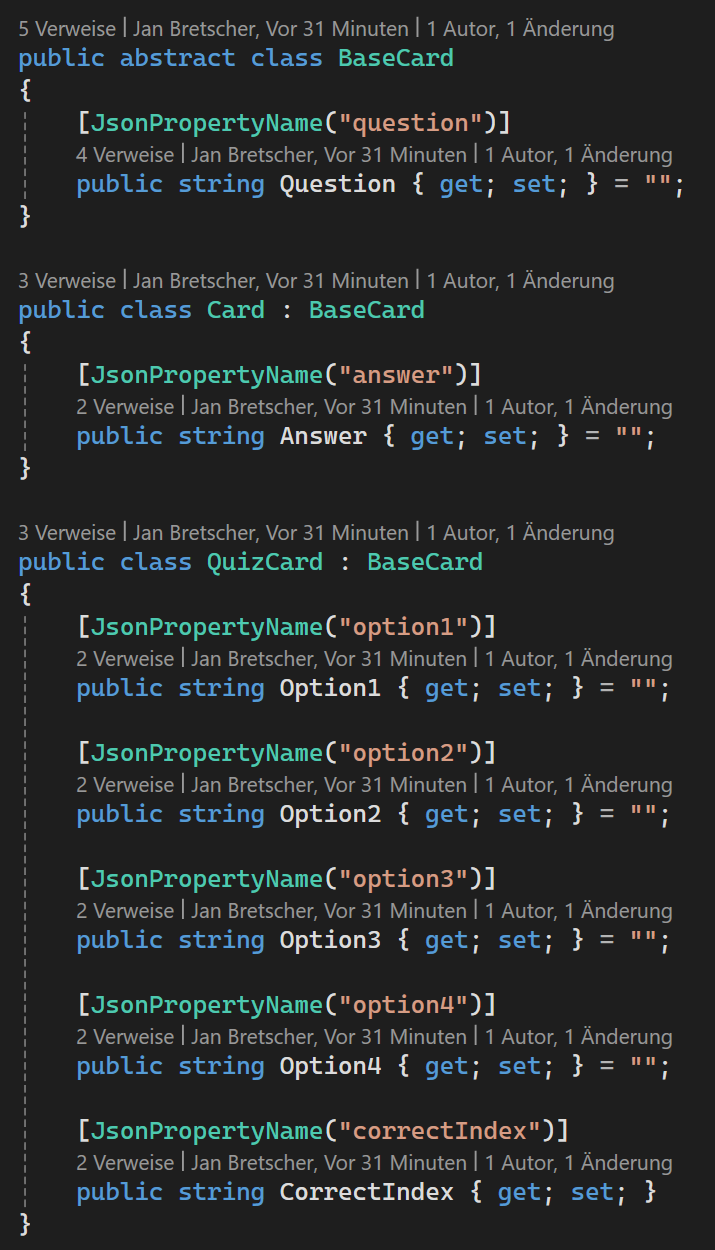 5 Verweise | Jan Bretscher, Vor 31 Minuten | 1 Autor, 1 Änderung
public abstract class BaseCard
{
    [JsonPropertyName("question")]
    4 Verweise | Jan Bretscher, Vor 31 Minuten | 1 Autor, 1 Änderung
    public string Question { get; set; } = "";
}

3 Verweise | Jan Bretscher, Vor 31 Minuten | 1 Autor, 1 Änderung
public class Card : BaseCard
{
    [JsonPropertyName("answer")]
    2 Verweise | Jan Bretscher, Vor 31 Minuten | 1 Autor, 1 Änderung
    public string Answer { get; set; } = "";
}

3 Verweise | Jan Bretscher, Vor 31 Minuten | 1 Autor, 1 Änderung
public class QuizCard : BaseCard
{
    [JsonPropertyName("option1")]
    2 Verweise | Jan Bretscher, Vor 31 Minuten | 1 Autor, 1 Änderung
    public string Option1 { get; set; } = "";

    [JsonPropertyName("option2")]
    2 Verweise | Jan Bretscher, Vor 31 Minuten | 1 Autor, 1 Änderung
    public string Option2 { get; set; } = "";

    [JsonPropertyName("option3")]
    2 Verweise | Jan Bretscher, Vor 31 Minuten | 1 Autor, 1 Änderung
    public string Option3 { get; set; } = "";

    [JsonPropertyName("option4")]
    2 Verweise | Jan Bretscher, Vor 31 Minuten | 1 Autor, 1 Änderung
    public string Option4 { get; set; } = "";

    [JsonPropertyName("correctIndex")]
    2 Verweise | Jan Bretscher, Vor 31 Minuten | 1 Autor, 1 Änderung
    public string CorrectIndex { get; set; }
}